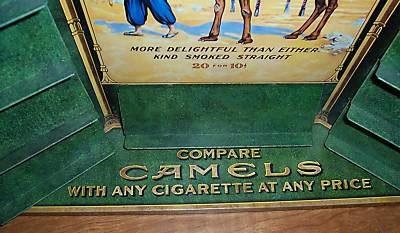 MORE DELIGHTFUL THAN EITHER
KIND SMOKED STRAIGHT
20 FOR 10¢
COMPARE
CAMELS
WITH ANY CIGARETTE AT ANY PRICE